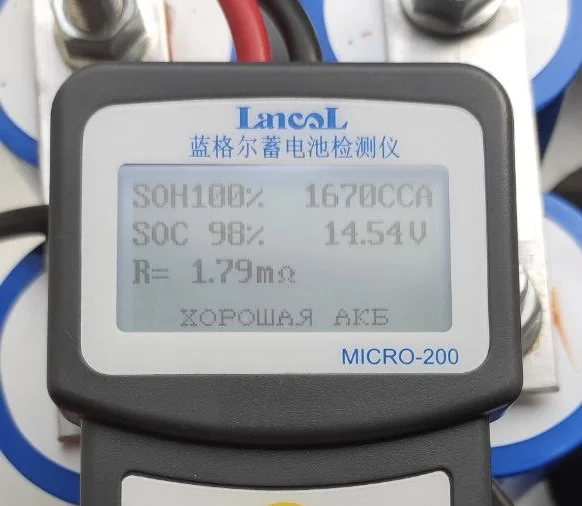 LancoL
蓝格尔蓄电池检测仪
SOH100% 1670CCA
SOC 98% 14.54V
R= 1.79mΩ
ХОРОШАЯ АКБ
MICRO-200